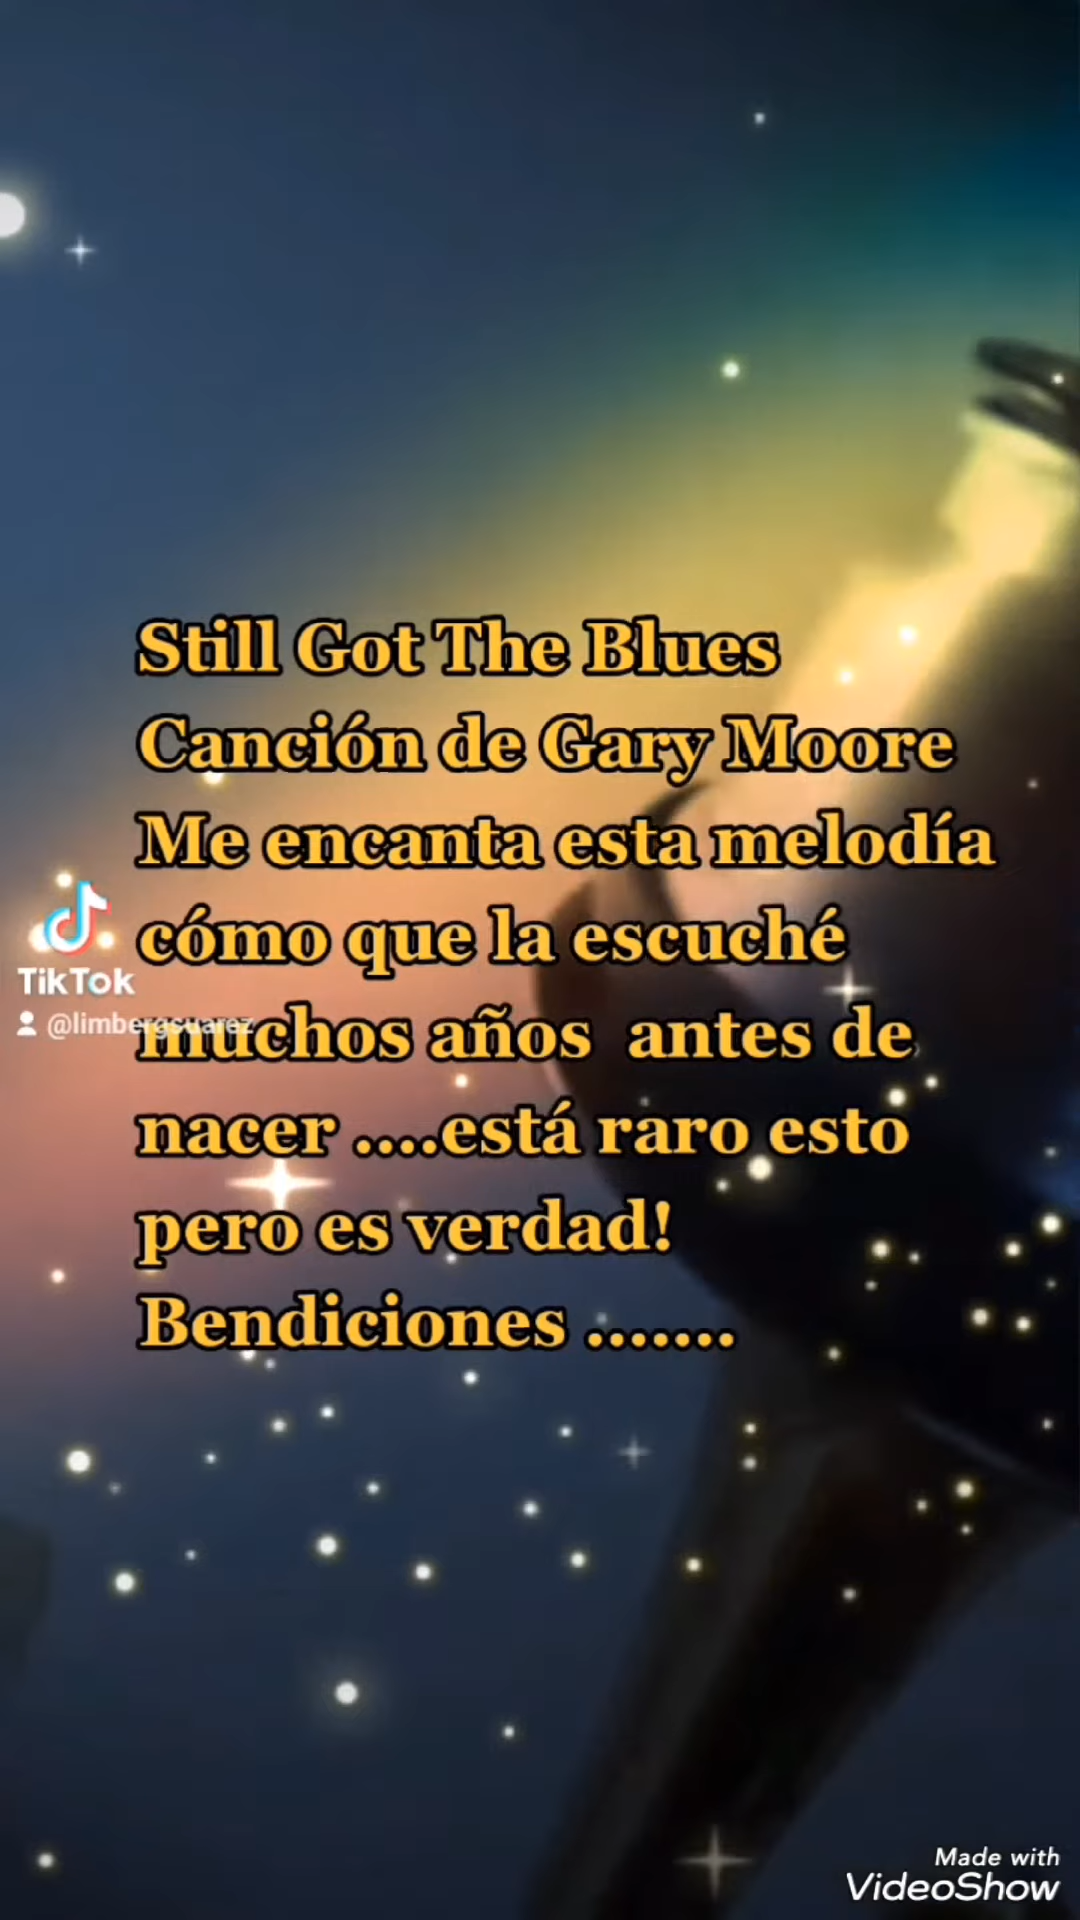 Still Got The Blues
Canción de Gary Moore
Me encanta esta melodía
cómo que la escuché
muchos años  antes de
nacer ....está raro esto
pero es verdad!
Bendiciones .......
TikTok
@limbergsuarez
Made with
VideoShow